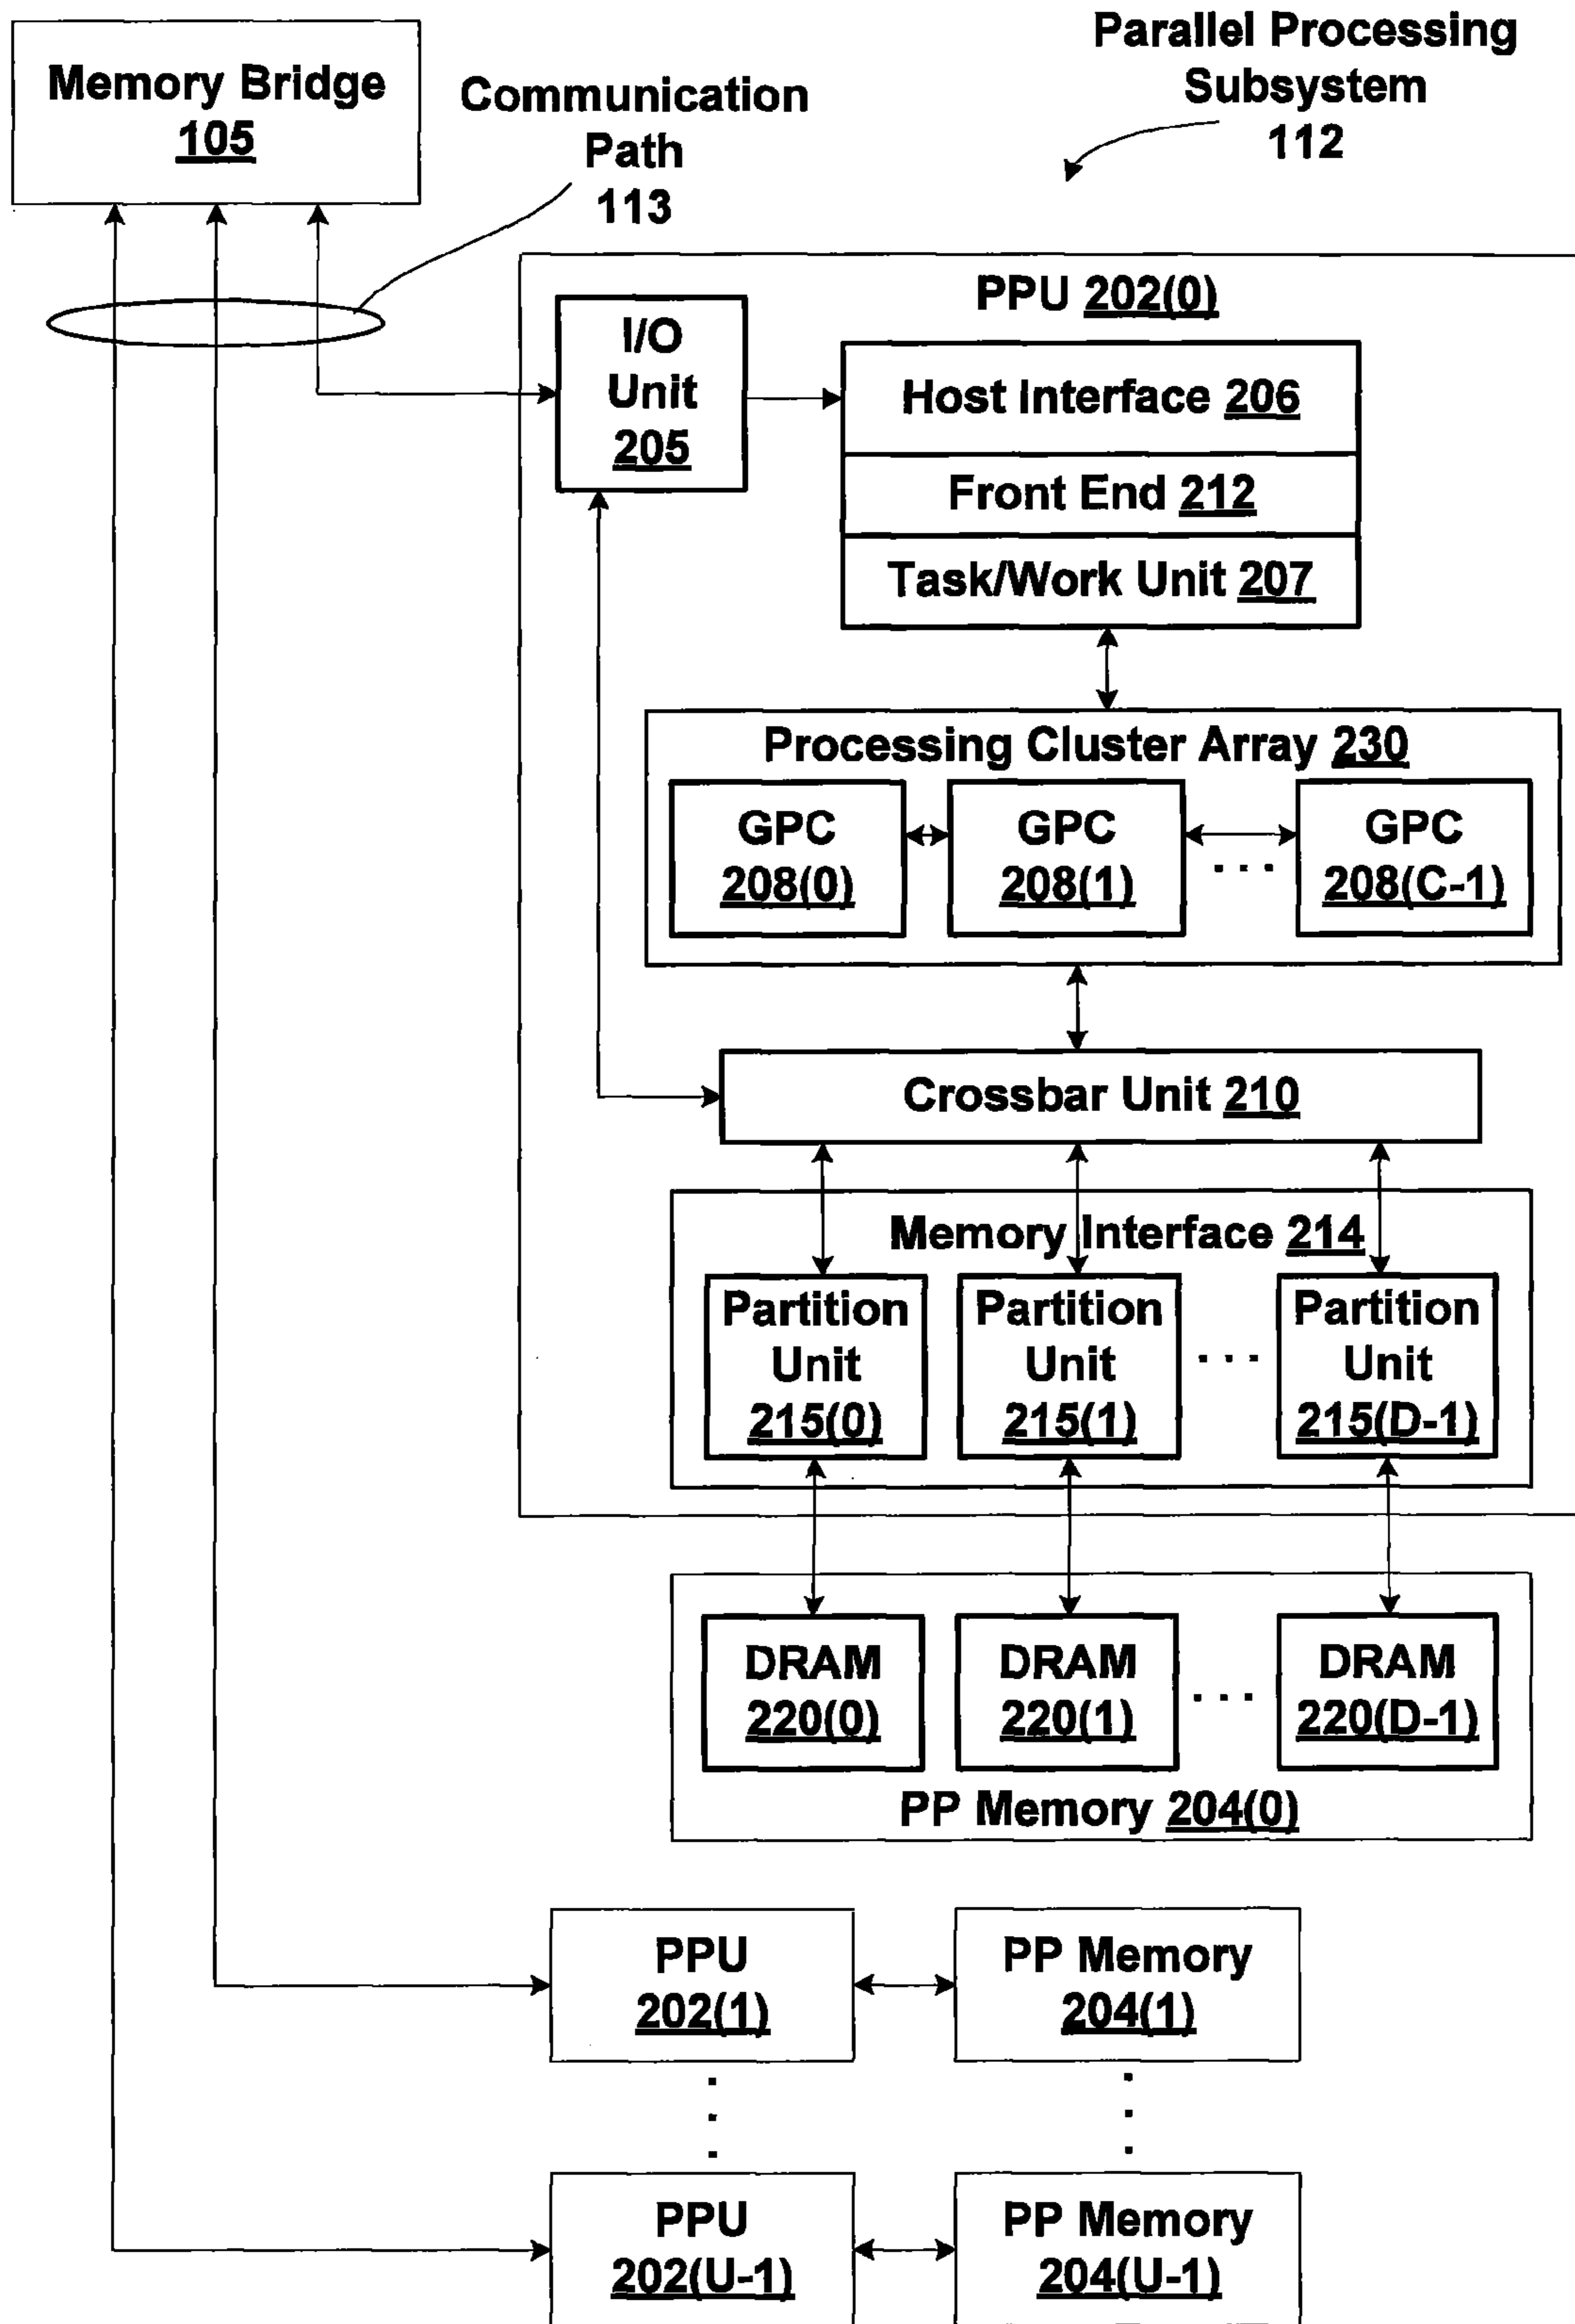 Memory Bridge
105
Communication
Path
113
Parallel Processing
Subsystem
112
PPU 202(0)
I/O
Unit
205
Host Interface 206
Front End 212
Task/Work Unit 207
Processing Cluster Array 230
GPC
208(0)
GPC
208(1)
. . .
GPC
208(C-1)
Crossbar Unit 210
Memory Interface 214
Partition
Unit
215(0)
Partition
Unit
215(1)
. . .
Partition
Unit
215(D-1)
DRAM
220(0)
DRAM
220(1)
. . .
DRAM
220(D-1)
PP Memory 204(0)
PPU
202(1)
PP Memory
204(1)
PPU
202(U-1)
PP Memory
204(U-1)